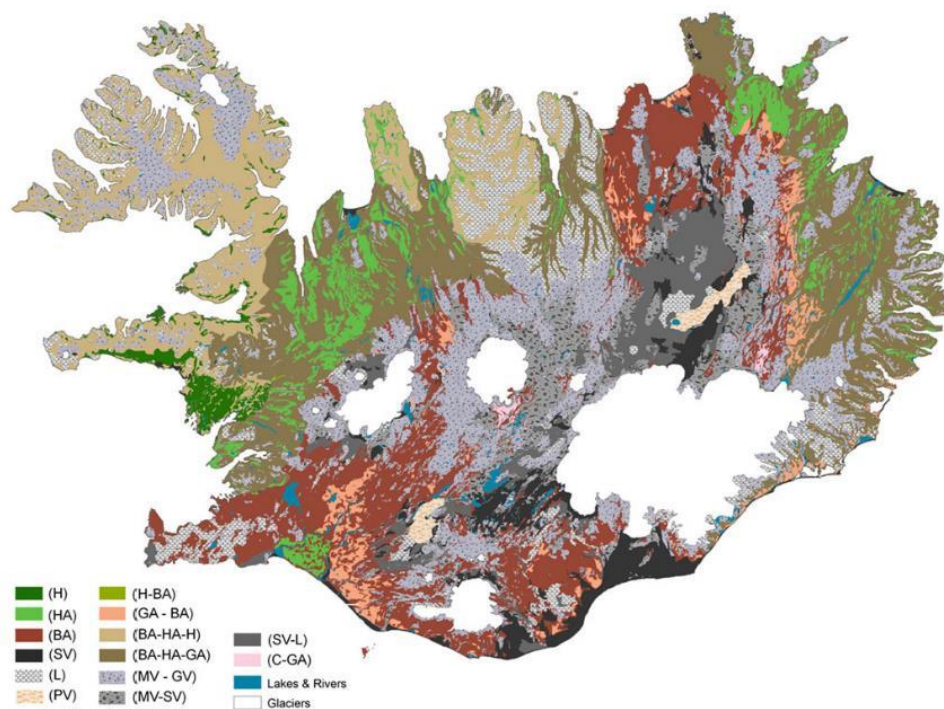 (H)
(HA)
(BA)
(SV)
(L)
(PV)
(H-BA)
(GA - BA)
(BA-HA-H)
(BA-HA-GA)
(MV - GV)
(MV-SV)
(SV-L)
(C-GA)
Lakes & Rivers
Glaciers